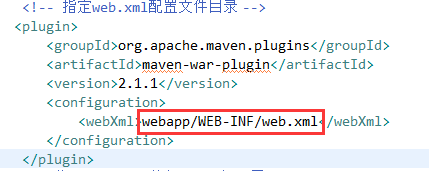 <!-- 指定web.xml配置文件目录 -->
<plugin>
<groupId>org.apache.maven.plugins</groupId>
<artifactId>maven-war-plugin</artifactId>
<version>2.1.1</version>
<configuration>
<webXml>webapp/WEB-INF/web.xml</webXml>
</configuration>
</plugin>